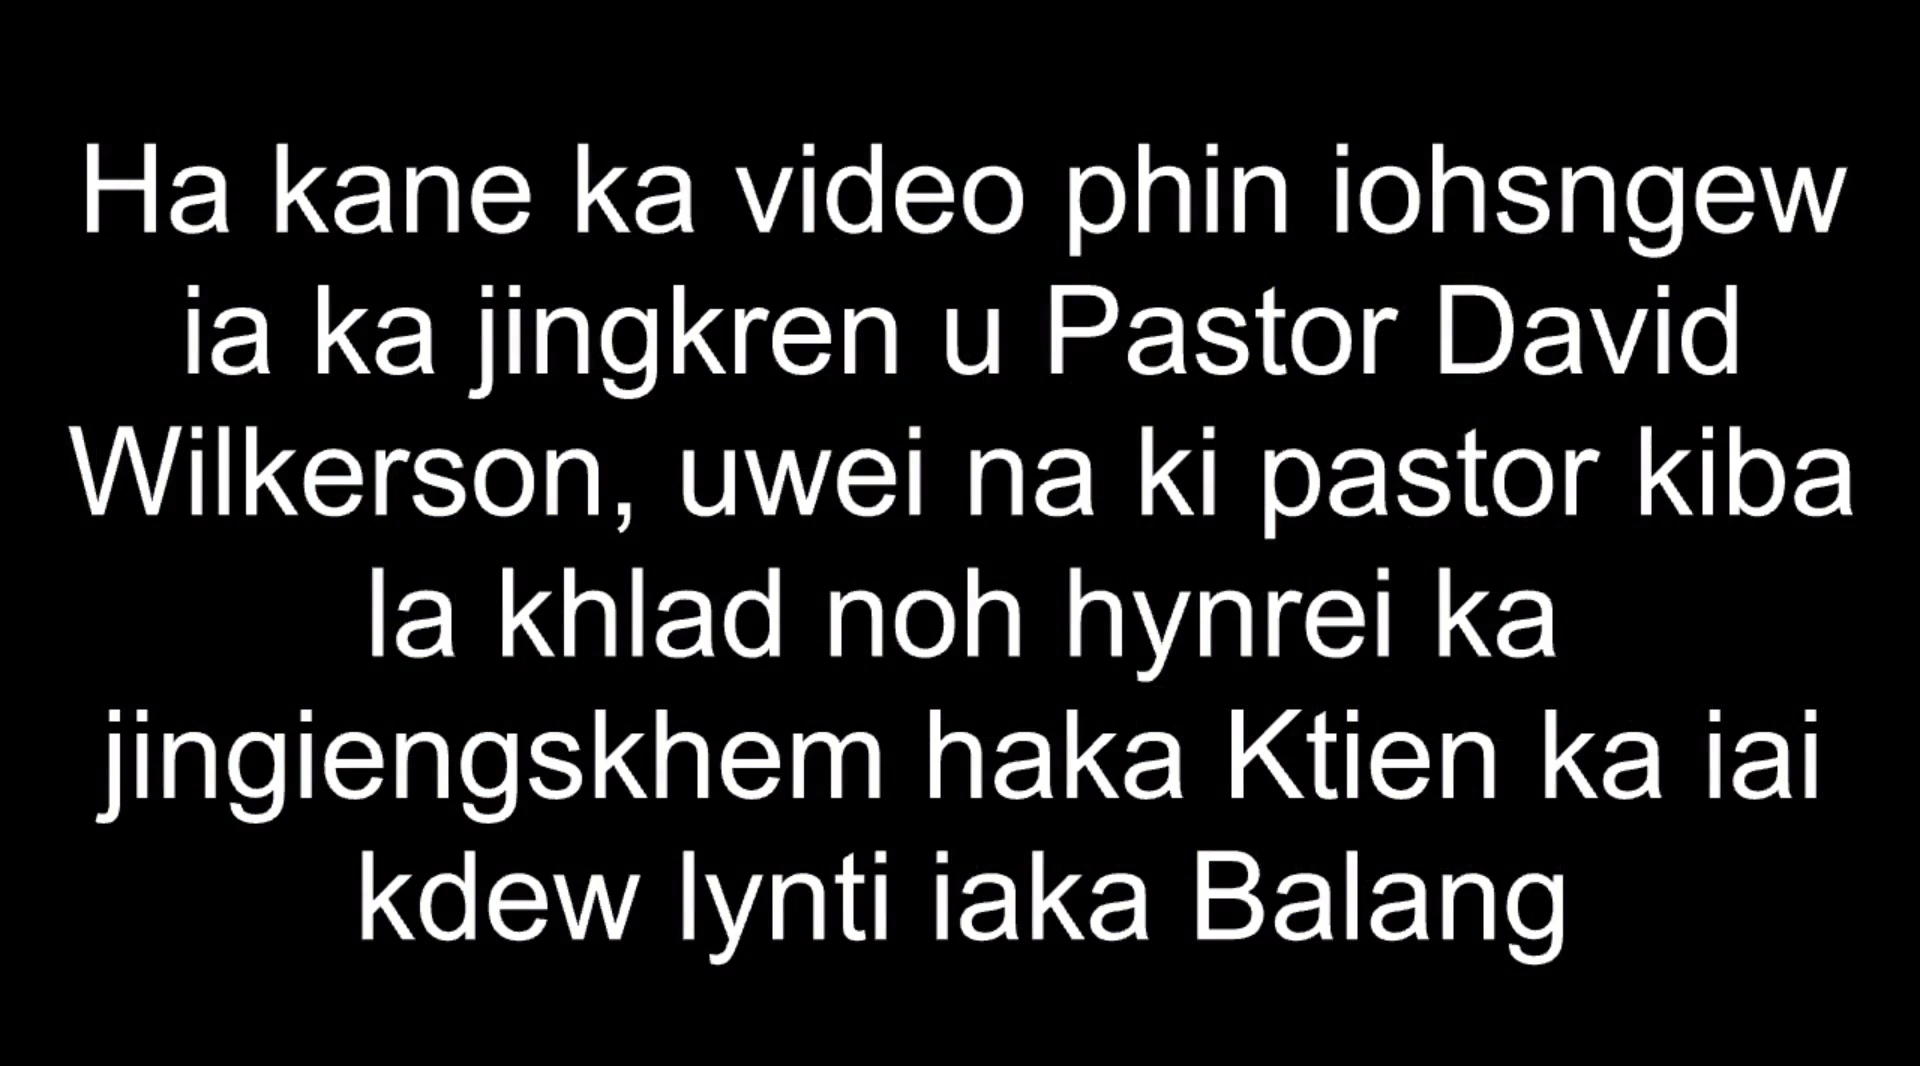 Ha kane ka video phin iohsngew
ia ka jingkren u Pastor David
Wilkerson, uwei na ki pastor kiba
la khlad noh hynrei ka
jingiengskhem haka Ktien ka iai
kdew lynti iaka Balang